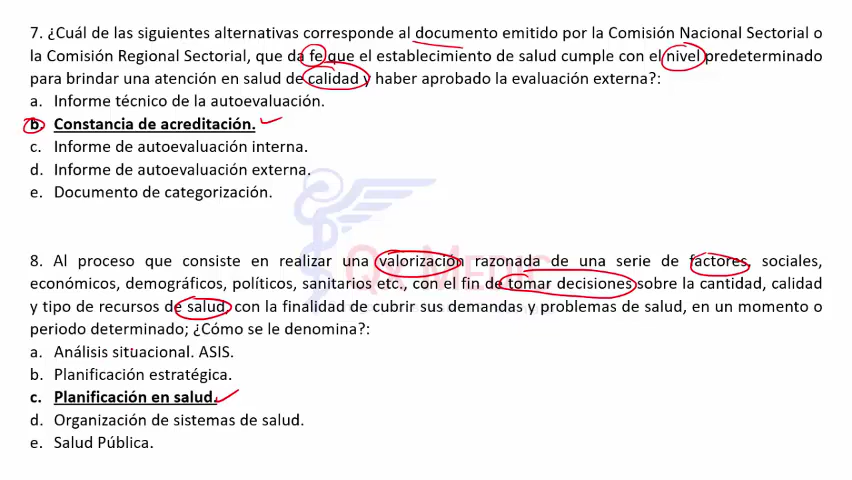 7. ¿Cuál de las siguientes alternativas corresponde al documento emitido por la Comisión Nacional Sectorial o
la Comisión Regional Sectorial, que da fe que el establecimiento de salud cumple con el nivel predeterminado
para brindar una atención en salud de calidad y haber aprobado la evaluación externa?:
a. Informe técnico de la autoevaluación.
b. Constancia de acreditación.
c. Informe de autoevaluación interna.
d. Informe de autoevaluación externa.
e. Documento de categorización.
8. Al proceso que consiste en realizar una valorización razonada de una serie de factores, sociales,
económicos, demográficos, políticos, sanitarios etc., con el fin de tomar decisiones sobre la cantidad, calidad
y tipo de recursos de salud, con la finalidad de cubrir sus demandas y problemas de salud, en un momento o
periodo determinado; ¿Cómo se le denomina?:
a. Análisis situacional. ASIS.
b. Planificación estratégica.
c. Planificación en salud.
d. Organización de sistemas de salud.
e. Salud Pública.